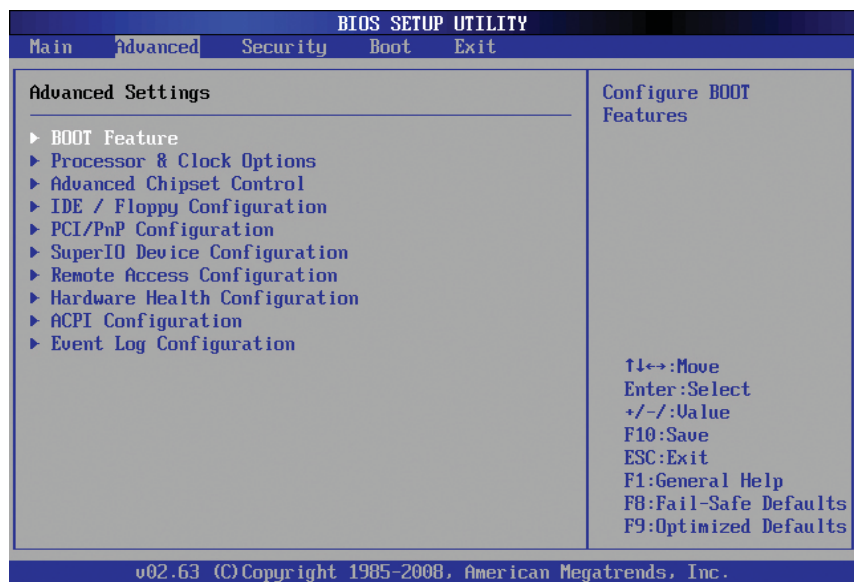 BIOS SETUP UTILITY
Main Advanced Security Boot Exit
Advanced Settings
▶ BOOT Feature
▶ Processor & Clock Options
▶ Advanced Chipset Control
▶ IDE / Floppy Configuration
▶ PCI/PnP Configuration
▶ SuperIO Device Configuration
▶ Remote Access Configuration
▶ Hardware Health Configuration
▶ ACPI Configuration
▶ Event Log Configuration
Configure BOOT
Features
↑↓←→:Move
Enter:Select
+/-/:Value
F10:Save
ESC:Exit
F1:General Help
F8:Fail-Safe Defaults
F9:Optimized Defaults
v02.63 (C)Copyright 1985-2008, American Megatrends, Inc.